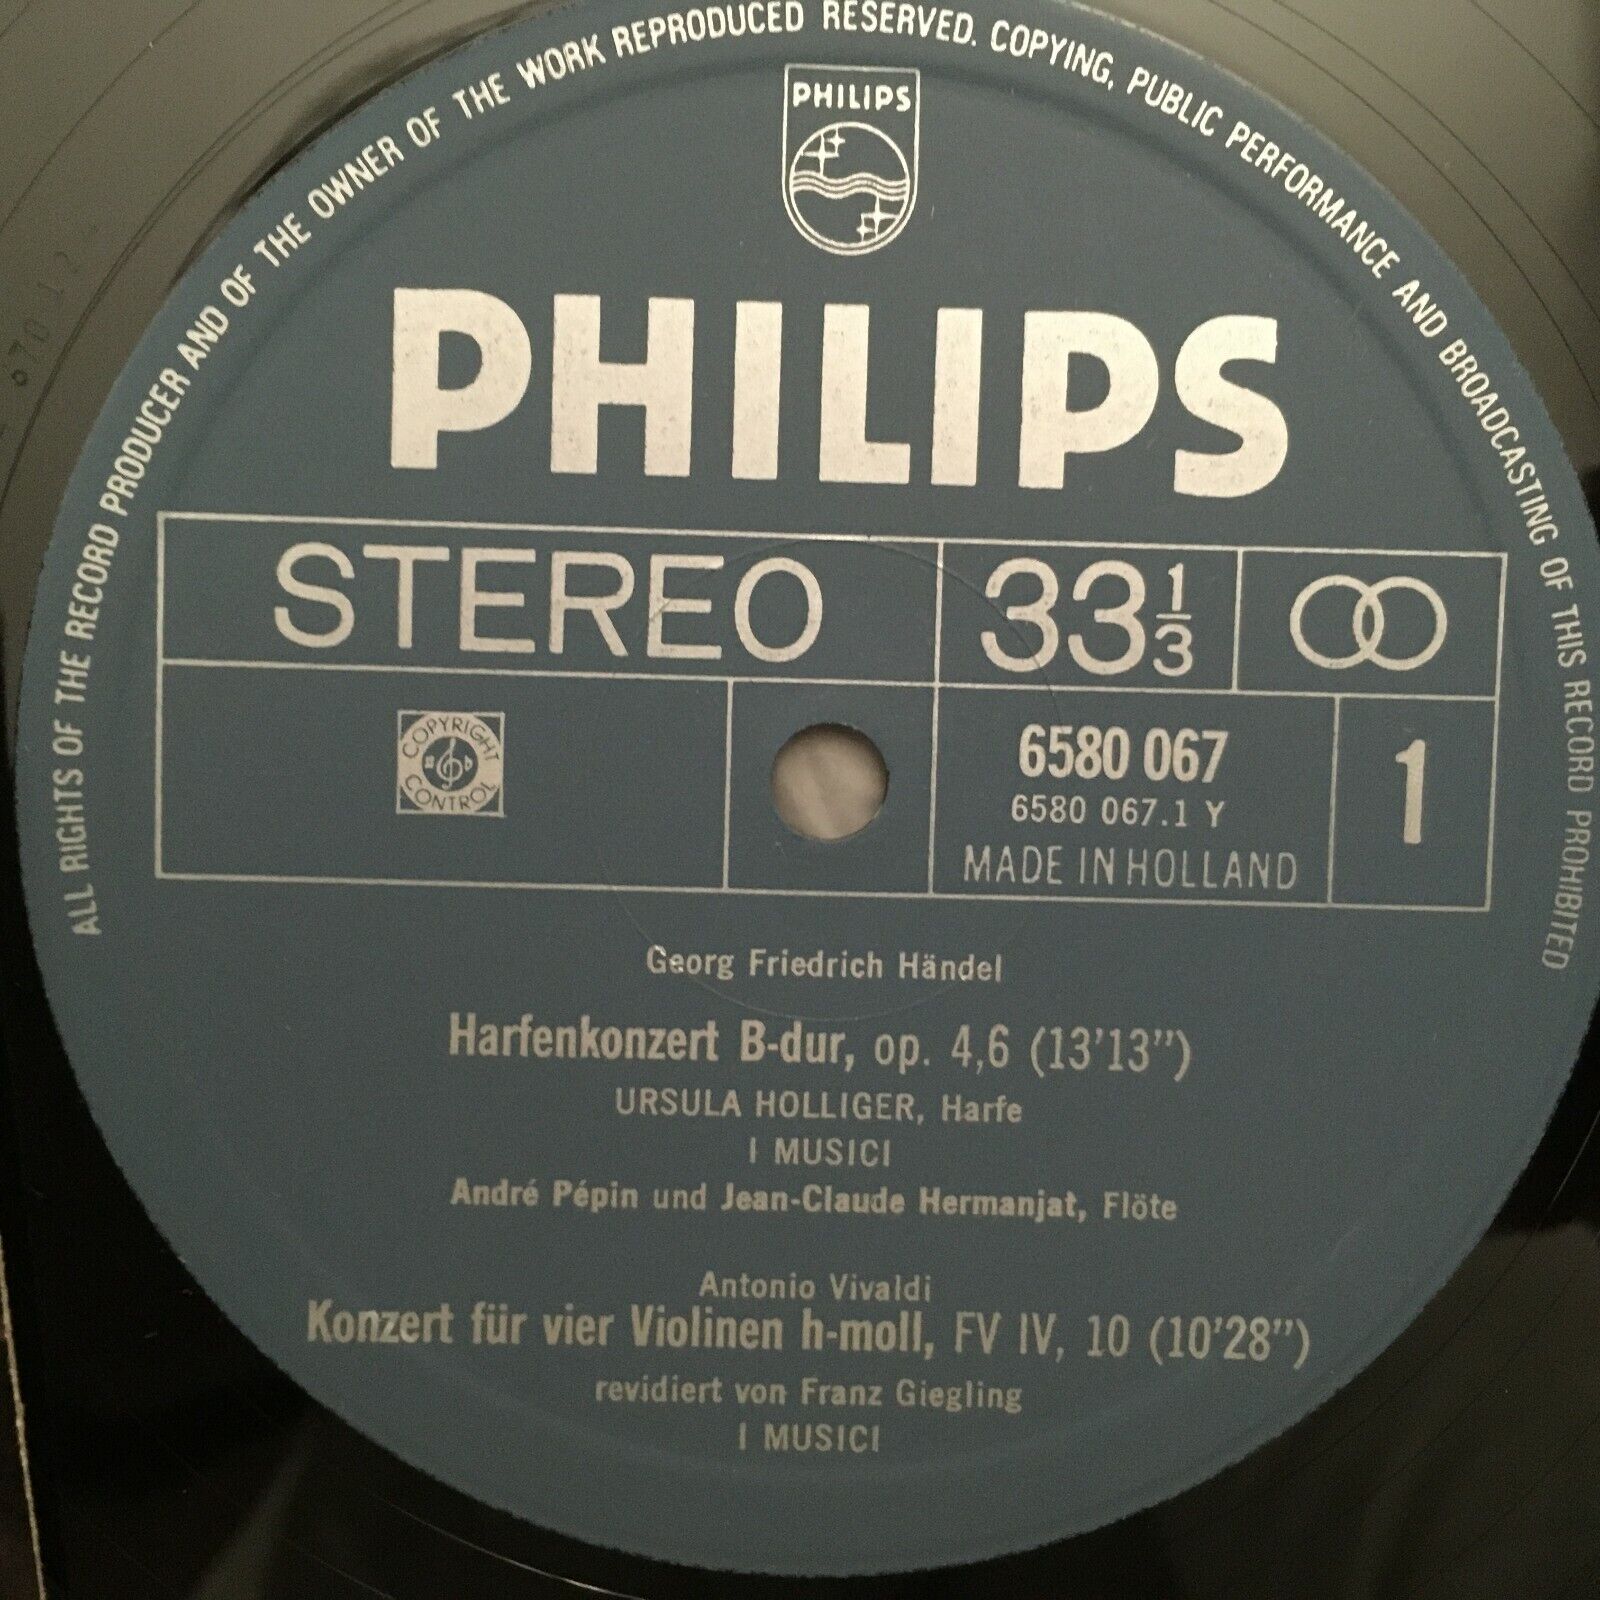 ALL RIGHTS OF THE RECORD PRODUCER AND OF THE OWNER OF THE WORK REPRODUCED RESERVED. COPYING, PUBLIC PERFORMANCE AND BROADCASTING OF THIS RECORD PROHIBITED
PHILIPS
PHILIPS
STEREO 33 1/3
COPYRIGHT CONTROL
6580 067 1
6580 067.1 Y
MADE IN HOLLAND
Georg Friedrich Händel
Harfenkonzert B-dur, op. 4,6 (13'13")
URSULA HOLLIGER, Harfe
I MUSICI
André Pépin und Jean-Claude Hermanjat, Flöte
Antonio Vivaldi
Konzert für vier Violinen h-moll, FV IV, 10 (10'28")
revidiert von Franz Giegling
I MUSICI